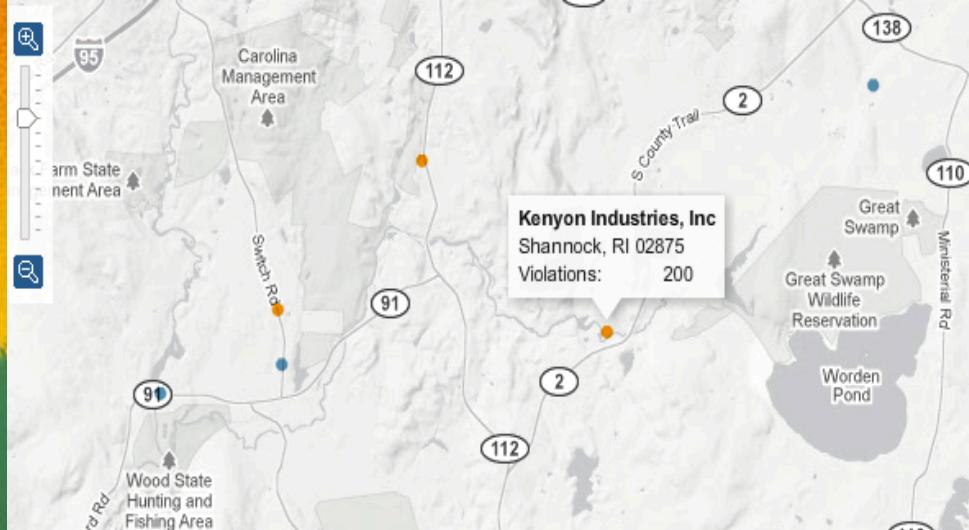 95
Carolina
Management
Area
112
138
2
S County Trail
arm State
ment Area
110
Great
Swamp
Kenyon Industries, Inc
Shannock, RI 02875
Violations: 200
Switch Rd
Ministerial Rd
Great Swamp
Wildlife
Reservation
91
2
Worden
Pond
91
112
Wood State
Hunting and
Fishing Area
rd Rd